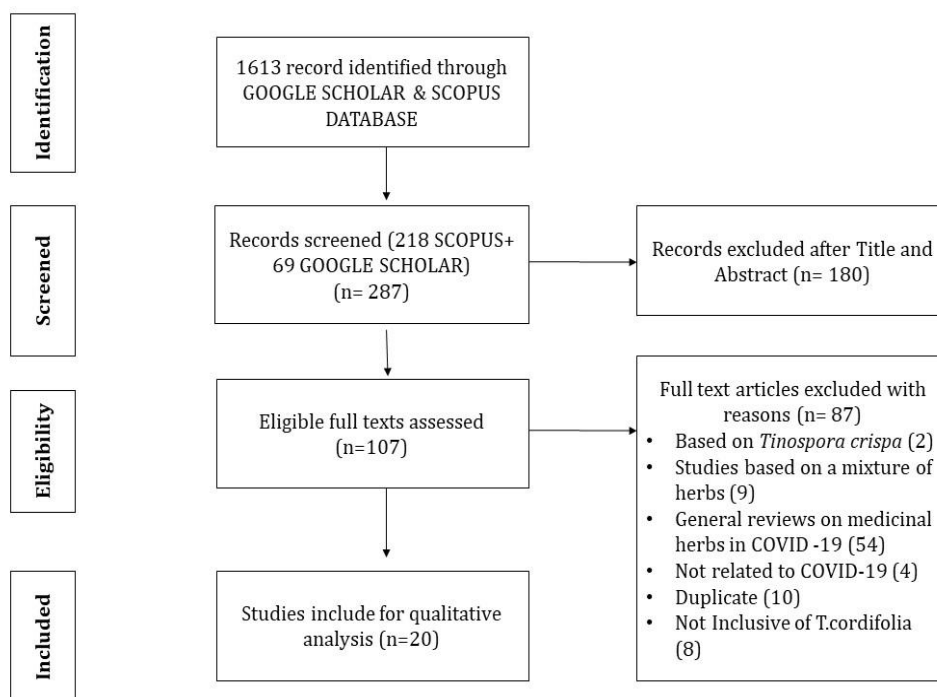 Identification
1613 record identified through
GOOGLE SCHOLAR & SCOPUS
DATABASE
Screened
Records screened (218 SCOPUS+
69 GOOGLE SCHOLAR)
(n= 287)
Records excluded after Title and
Abstract (n= 180)
Eligibility
Eligible full texts assessed
(n=107)
Full text articles excluded with
reasons (n= 87)
• Based on Tinospora crispa (2)
• Studies based on a mixture of
herbs (9)
• General reviews on medicinal
herbs in COVID -19 (54)
• Not related to COVID-19 (4)
• Duplicate (10)
• Not Inclusive of T.cordifolia
(8)
Included
Studies include for qualitative
analysis (n=20)